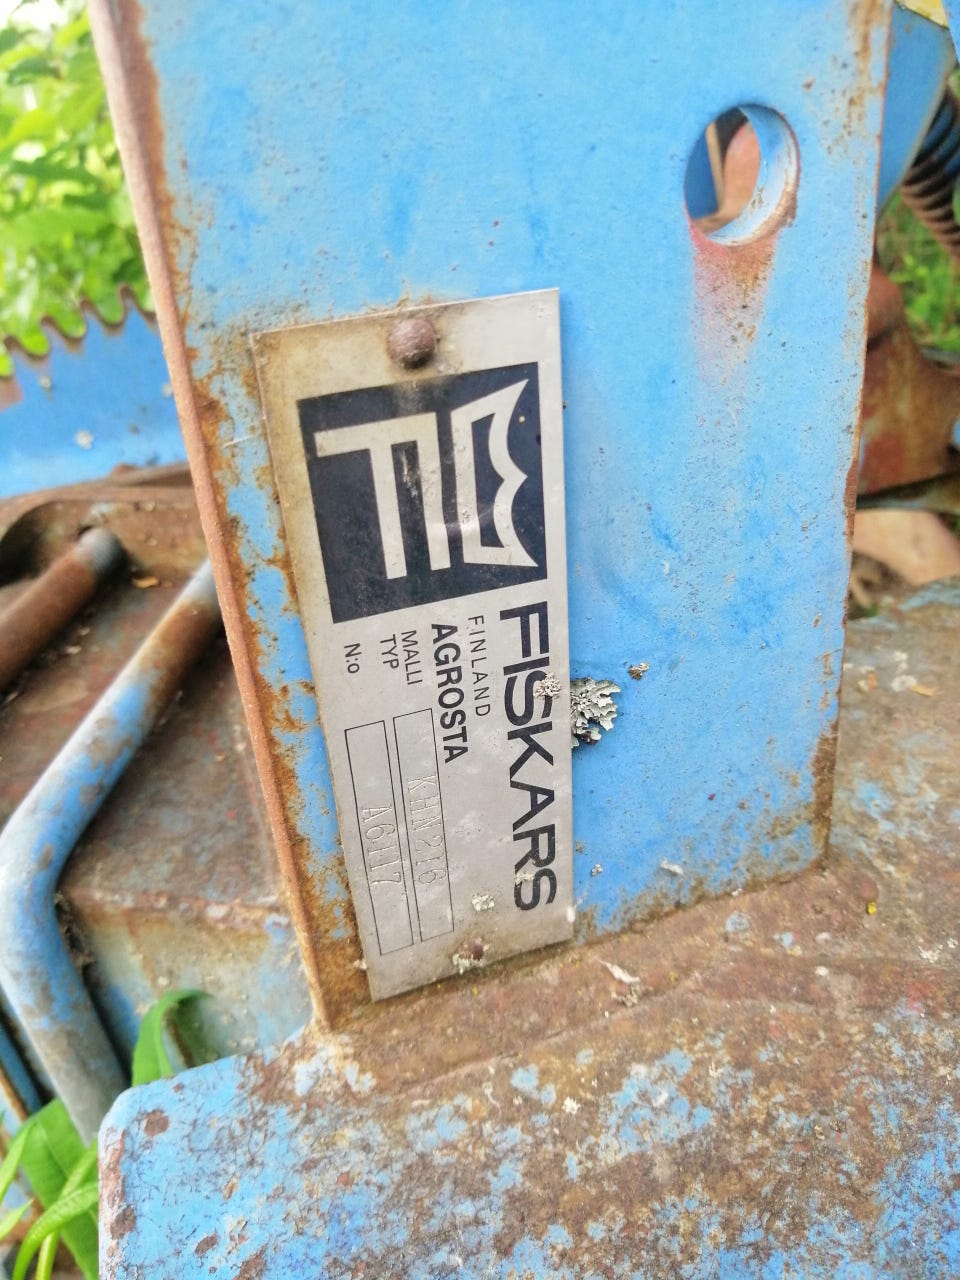 FISKARS
FINLAND
AGROSTA
MALLI
TYP
KHN216
N:o
A6117